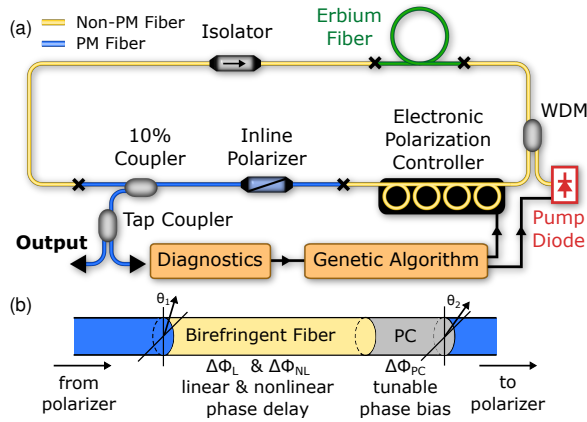 (a)
Non-PM Fiber
PM Fiber
Isolator
Erbium
Fiber
WDM
10%
Coupler
Inline
Polarizer
Electronic
Polarization
Controller
Tap Coupler
Output
Diagnostics
Genetic Algorithm
Pump
Diode
(b)
θ1
θ2
Birefringent Fiber
PC
from
polarizer
ΔΦL & ΔΦNL
linear & nonlinear
phase delay
ΔΦPC
tunable
phase bias
to
polarizer